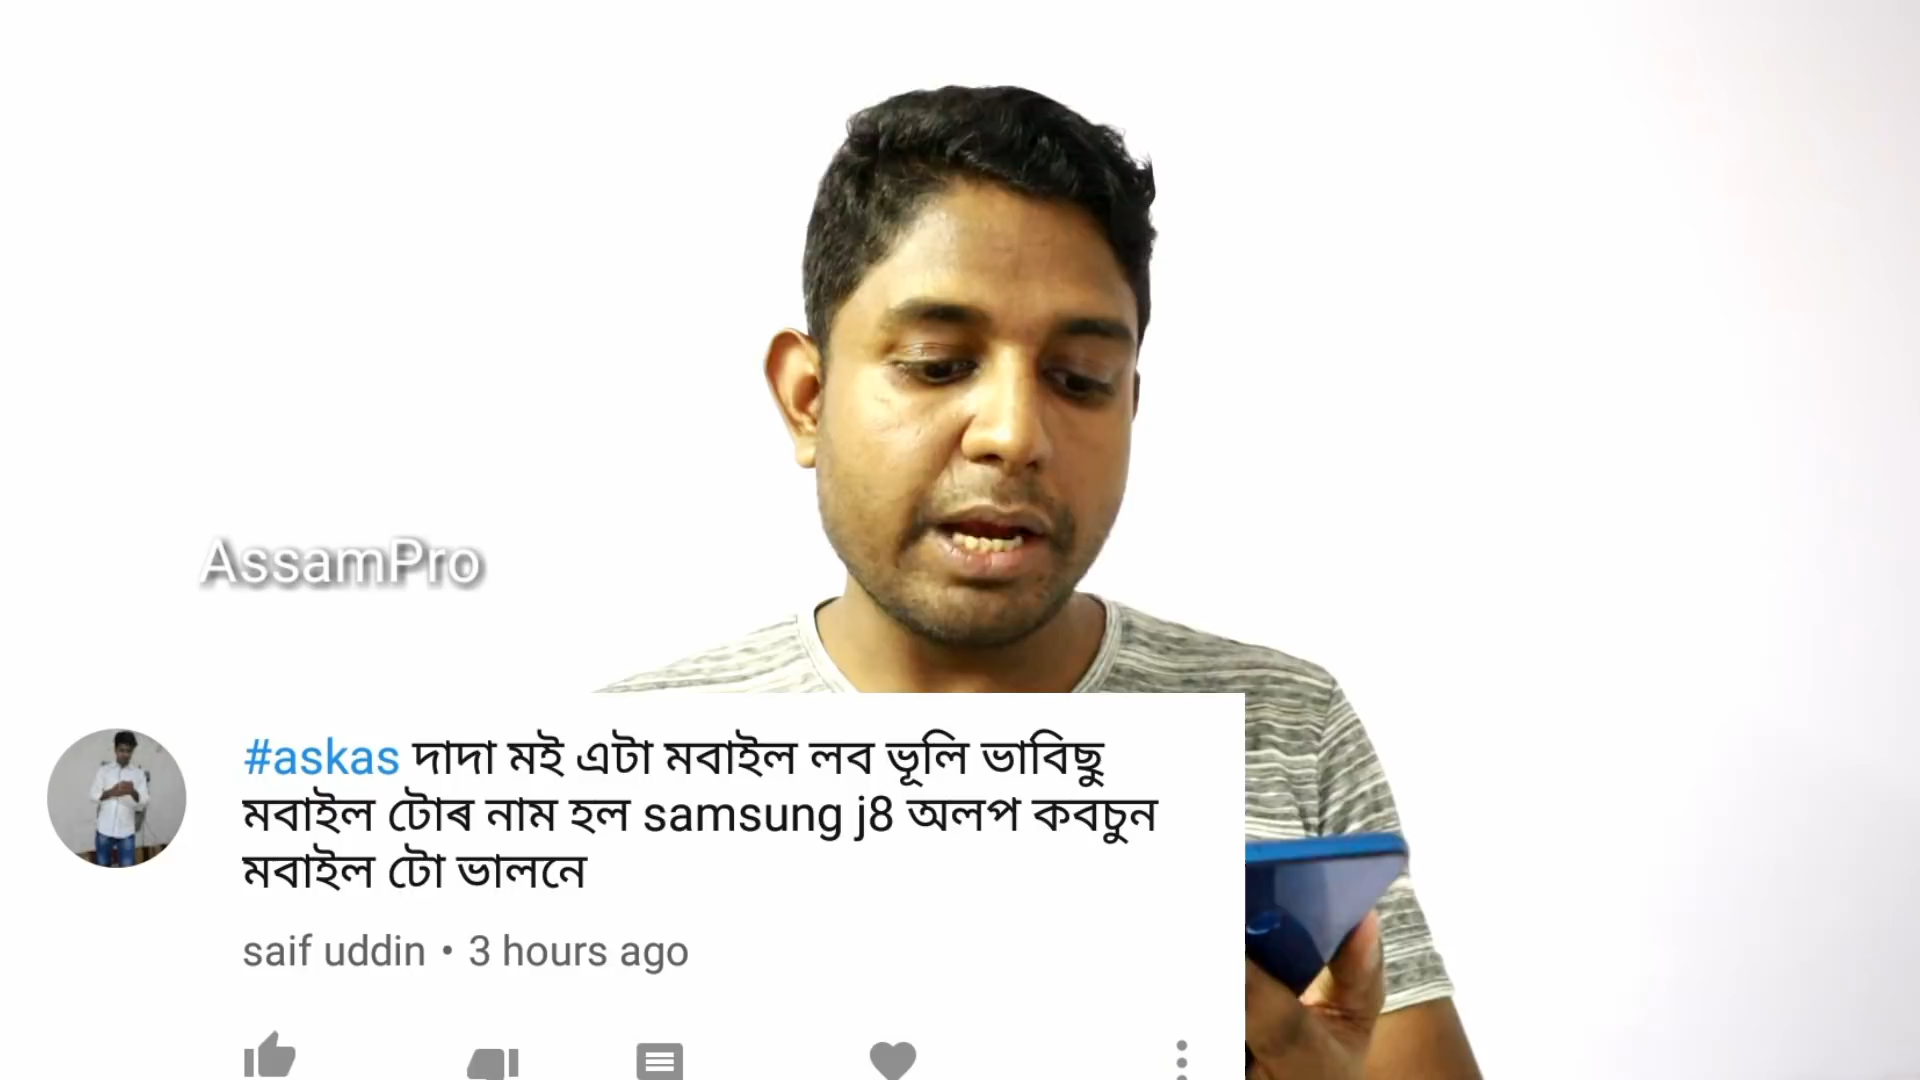 AssamPro
#askas দাদা মই এটা মবাইল লব ভূলি ভাবিছু
মবাইল টোৰ নাম হল samsung j8 অলপ কবচুন
মবাইল টো ভালনে
saif uddin • 3 hours ago